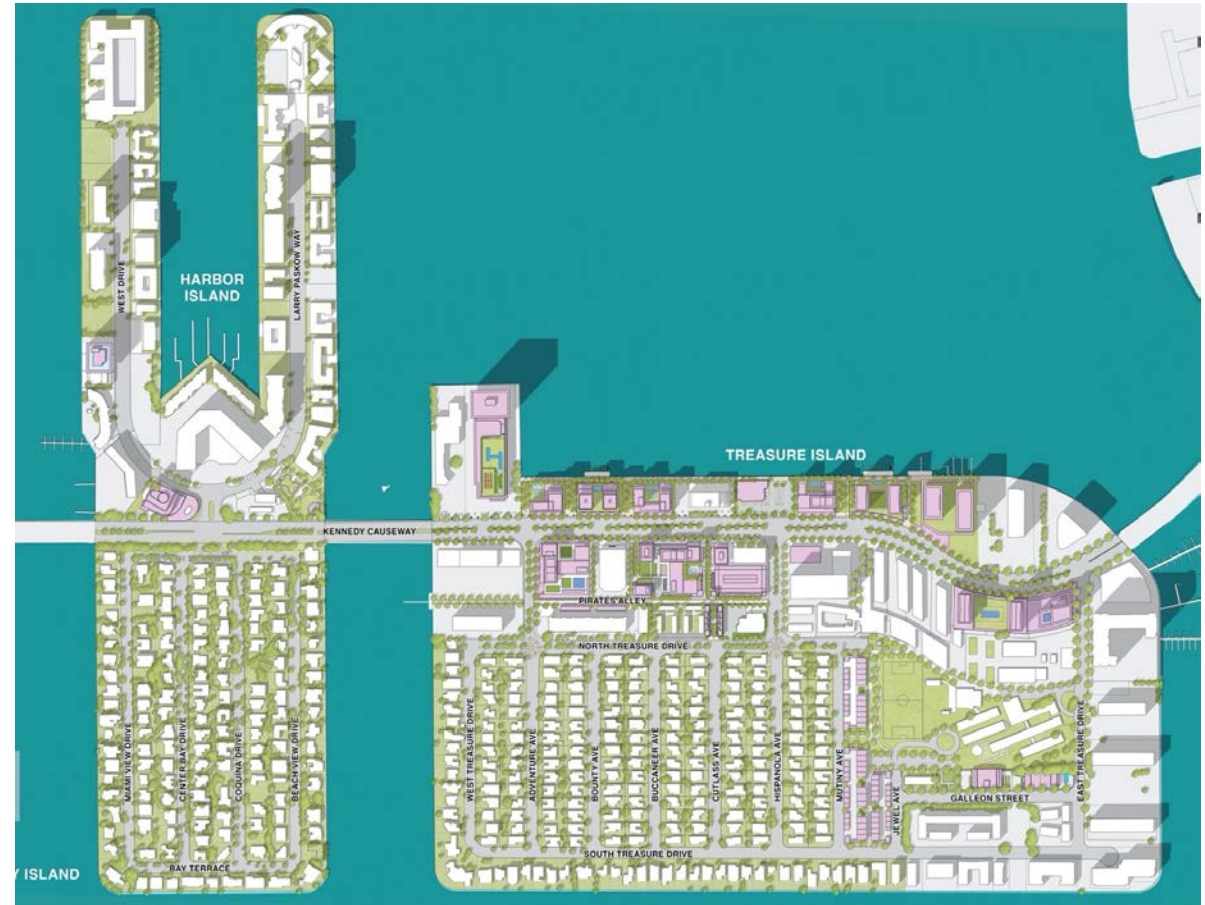 HARBOR
ISLAND
WEST DRIVE
LARRY PASKOW WAY
TREASURE ISLAND
KENNEDY CAUSEWAY
PIRATES ALLEY
NORTH TREASURE DRIVE
MIAMI VIEW DRIVE
CENTER BAY DRIVE
COQUINA DRIVE
BEACH VIEW DRIVE
WEST TREASURE DRIVE
ADVENTURE AVE
BOUNTY AVE
BUCCANEER AVE
CUTLASS AVE
HISPANOLA AVE
MUTINY AVE
JEWEL AVE
GALLEON STREET
EAST TREASURE DRIVE
SOUTH TREASURE DRIVE
BAY TERRACE
Y ISLAND